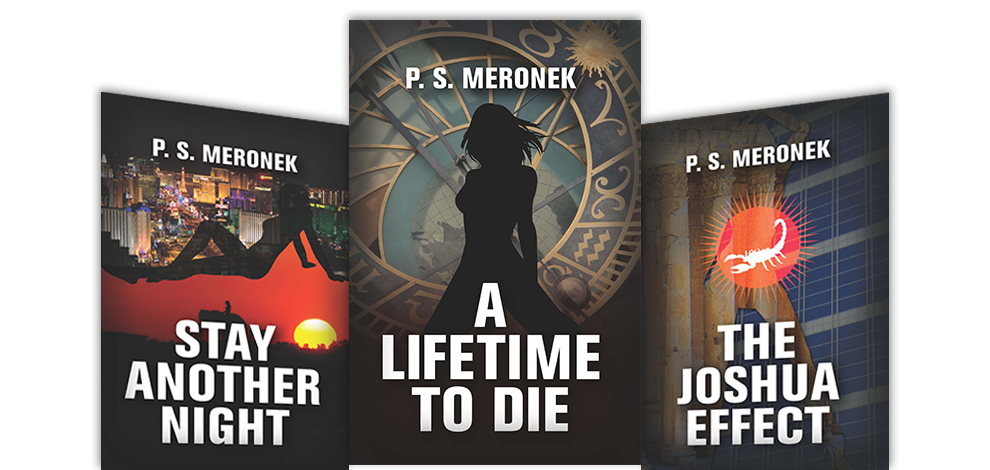 P. S. MERONEK
STAY
ANOTHER
NIGHT
P. S. MERONEK
A
LIFETIME
TO DIE
P. S. MERONEK
THE
JOSHUA
EFFECT